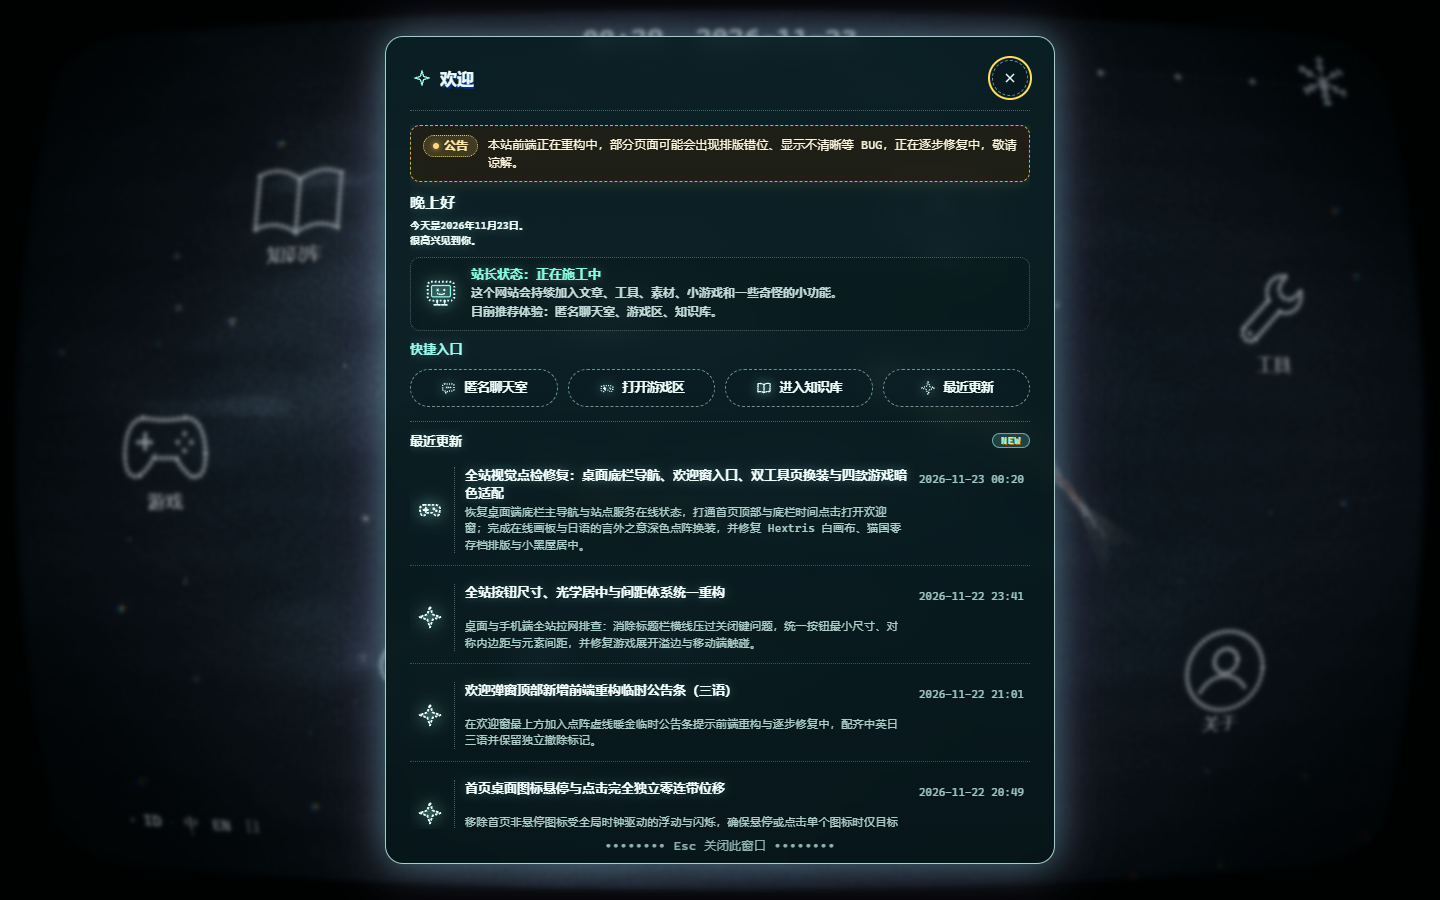 欢迎
公告
本站前端正在重构中，部分页面可能会出现排版错位、显示不清晰等 BUG，正在逐步修复中，敬请
谅解。
晚上好
今天是2026年11月23日。
很高兴见到你。
站长状态：正在施工中
这个网站会持续加入文章、工具、素材、小游戏和一些奇怪的小功能。
目前推荐体验：匿名聊天室、游戏区、知识库。
快捷入口
匿名聊天室
打开游戏区
进入知识库
最近更新
最近更新
NEW
全站视觉点检修复：桌面底栏导航、欢迎窗入口、双工具页换装与四款游戏暗
色适配
2026-11-23 00:20
恢复桌面端底栏主导航与站点服务在线状态，打通首页顶部与底栏时间点击打开欢迎
窗；完成在线画板与日语的言外之意深色点阵换装，并修复 Hextris 白画布、猫国零
存档排版与小黑屋居中。
全站按钮尺寸、光学居中与间距体系统一重构
2026-11-22 23:41
桌面与手机端全站拉网排查：消除标题栏横线压过关闭键问题，统一按钮最小尺寸、对
称内边距与元素间距，并修复游戏展开溢边与移动端触碰。
欢迎弹窗顶部新增前端重构临时公告条（三语）
2026-11-22 21:01
在欢迎窗最上方加入点阵虚线暖金临时公告条提示前端重构与逐步修复中，配齐中英日
三语并保留独立撤除标记。
首页桌面图标悬停与点击完全独立零连带位移
2026-11-22 20:49
移除首页非悬停图标受全局时钟驱动的浮动与闪烁，确保悬停或点击单个图标时仅目标
Esc 关闭此窗口
知识库
游戏
工具
关于
ID · 中 EN 日